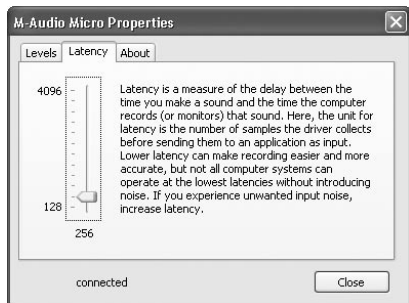 M-Audio Micro Properties
Levels Latency About
4096
128
256
Latency is a measure of the delay between the
time you make a sound and the time the computer
records (or monitors) that sound. Here, the unit for
latency is the number of samples the driver collects
before sending them to an application as input.
Lower latency can make recording easier and more
accurate, but not all computer systems can
operate at the lowest latencies without introducing
noise. If you experience unwanted input noise,
increase latency.
connected
Close